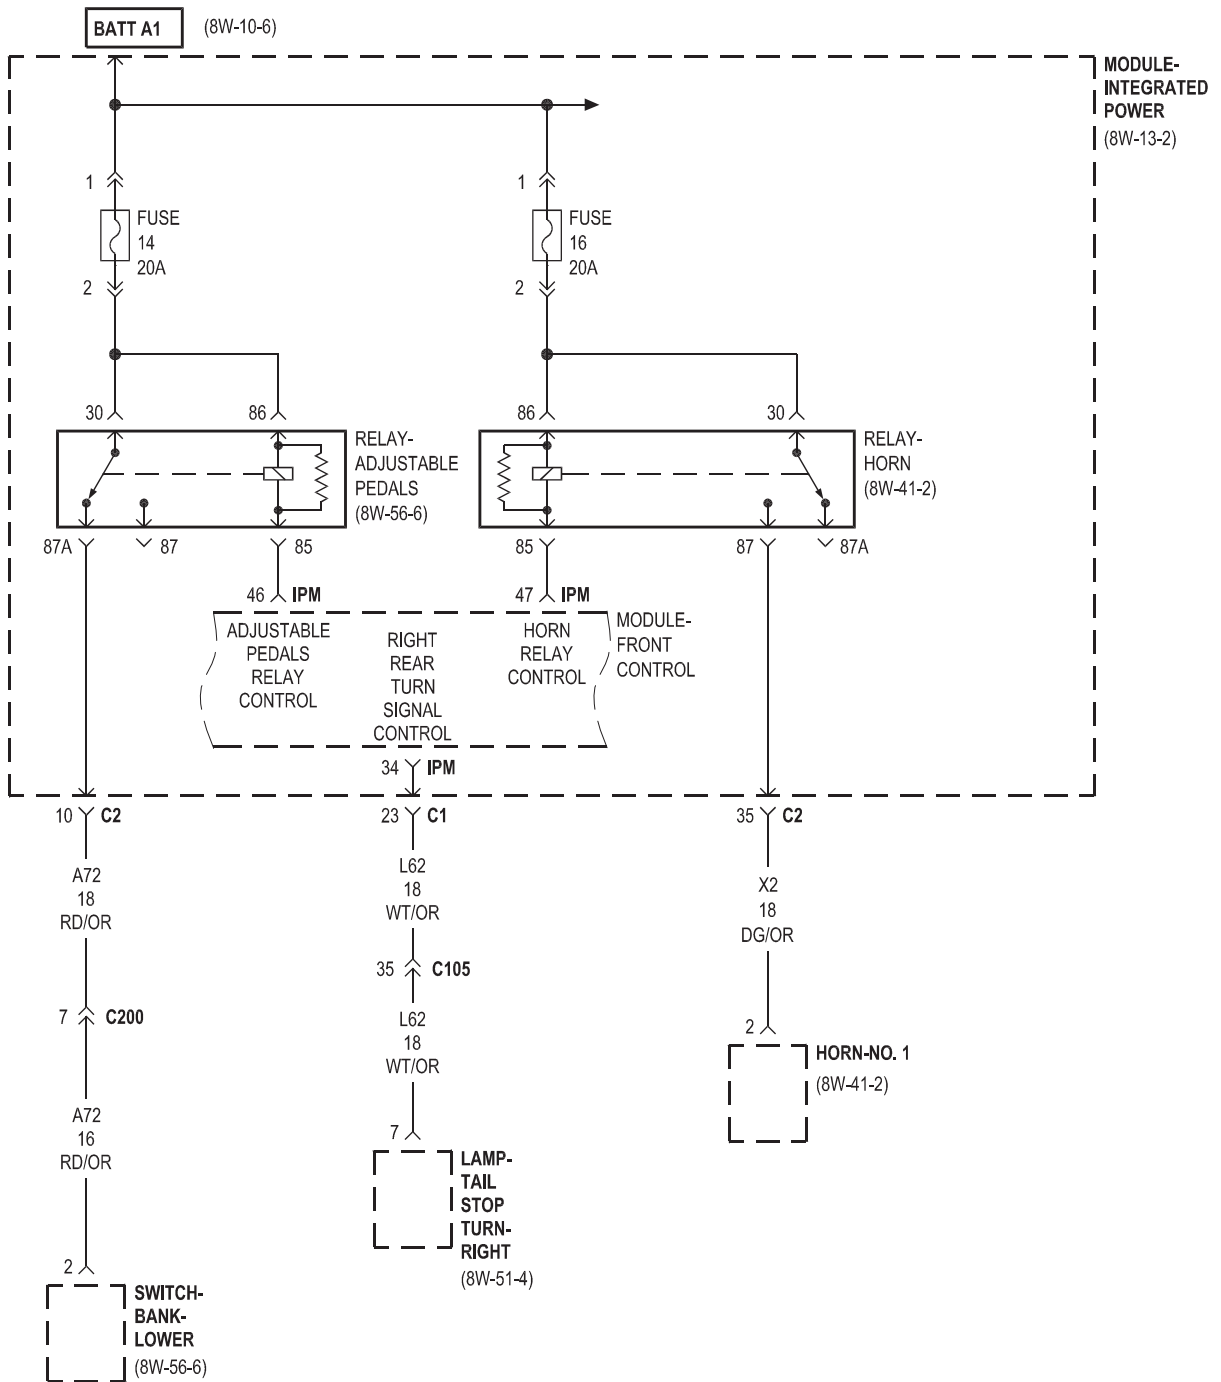 BATT A1 (8W-10-6)
MODULE-
INTEGRATED
POWER
(8W-13-2)
1
FUSE
14
20A
2
1
FUSE
16
20A
2
30
86
86
30
RELAY-
ADJUSTABLE
PEDALS
(8W-56-6)
RELAY-
HORN
(8W-41-2)
87A
87
85
85
87
87A
46 IPM
47 IPM
ADJUSTABLE
PEDALS
RELAY
CONTROL
RIGHT
REAR
TURN
SIGNAL
CONTROL
HORN
RELAY
CONTROL
MODULE-
FRONT
CONTROL
34 IPM
10 C2
23 C1
35 C2
A72
18
RD/OR
L62
18
WT/OR
X2
18
DG/OR
35 C105
7 C200
L62
18
WT/OR
2
HORN-NO. 1
(8W-41-2)
A72
16
RD/OR
7
LAMP-
TAIL
STOP
TURN-
RIGHT
(8W-51-4)
2
SWITCH-
BANK-
LOWER
(8W-56-6)